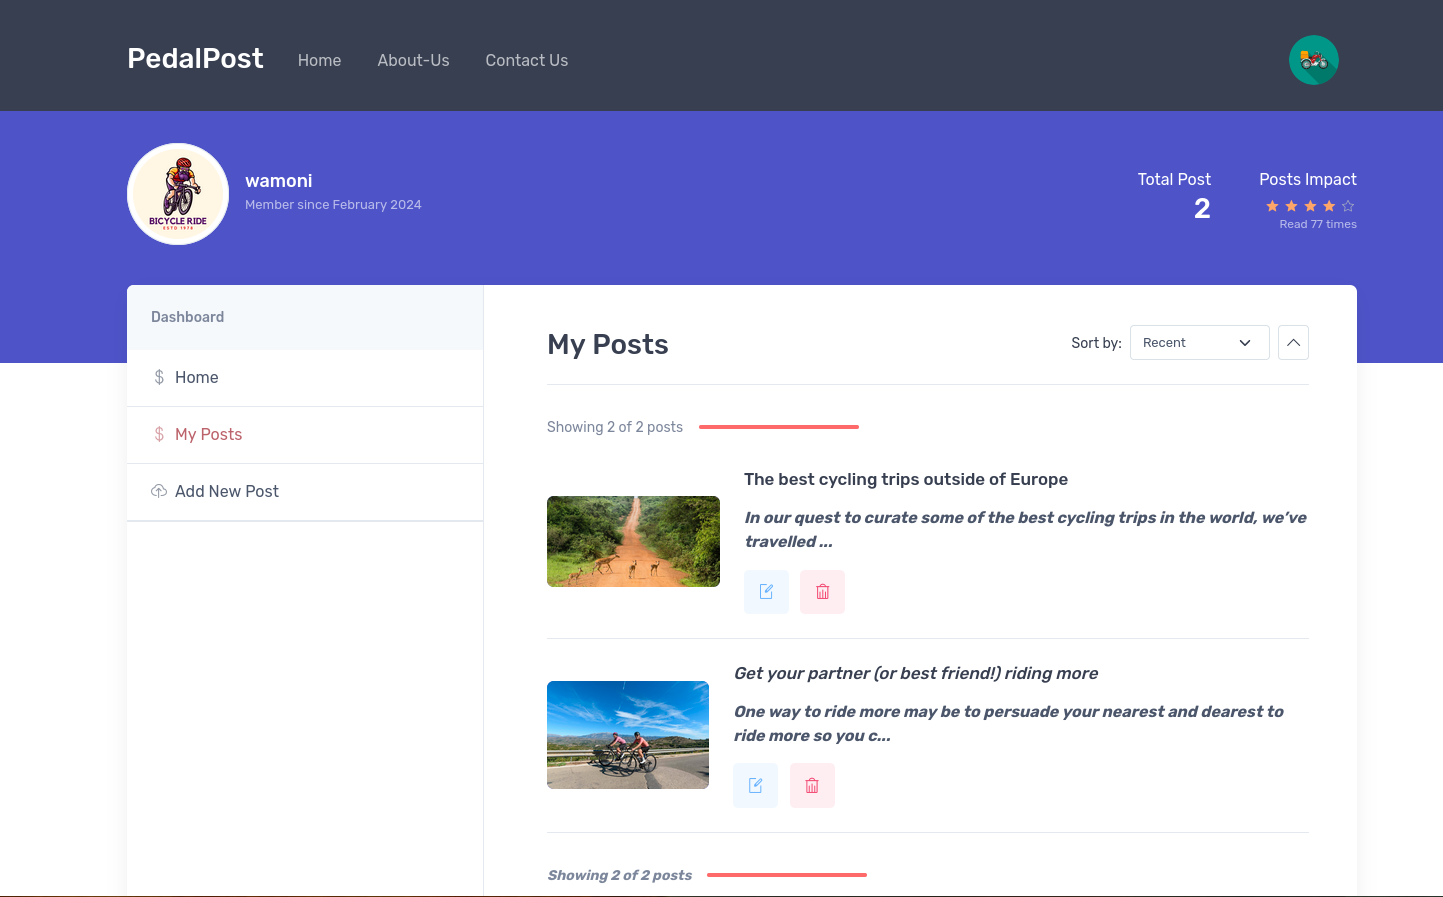 PedalPost
Home
About-Us
Contact Us
BICYCLE RIDE
ESTD 1976
wamoni
Member since February 2024
Total Post
2
Posts Impact
Read 77 times
Dashboard
$ Home
$ My Posts
Add New Post
My Posts
Sort by:
Recent
Showing 2 of 2 posts
The best cycling trips outside of Europe
In our quest to curate some of the best cycling trips in the world, we’ve
travelled ...
Get your partner (or best friend!) riding more
One way to ride more may be to persuade your nearest and dearest to
ride more so you c...
Showing 2 of 2 posts